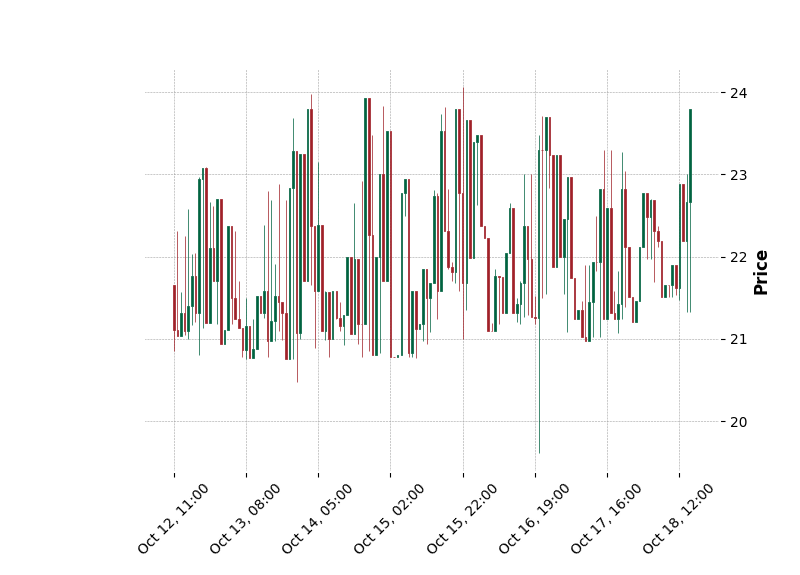 24
23
22
21
20
Price
Oct 12, 11:00
Oct 13, 08:00
Oct 14, 05:00
Oct 15, 02:00
Oct 15, 22:00
Oct 16, 19:00
Oct 17, 16:00
Oct 18, 12:00